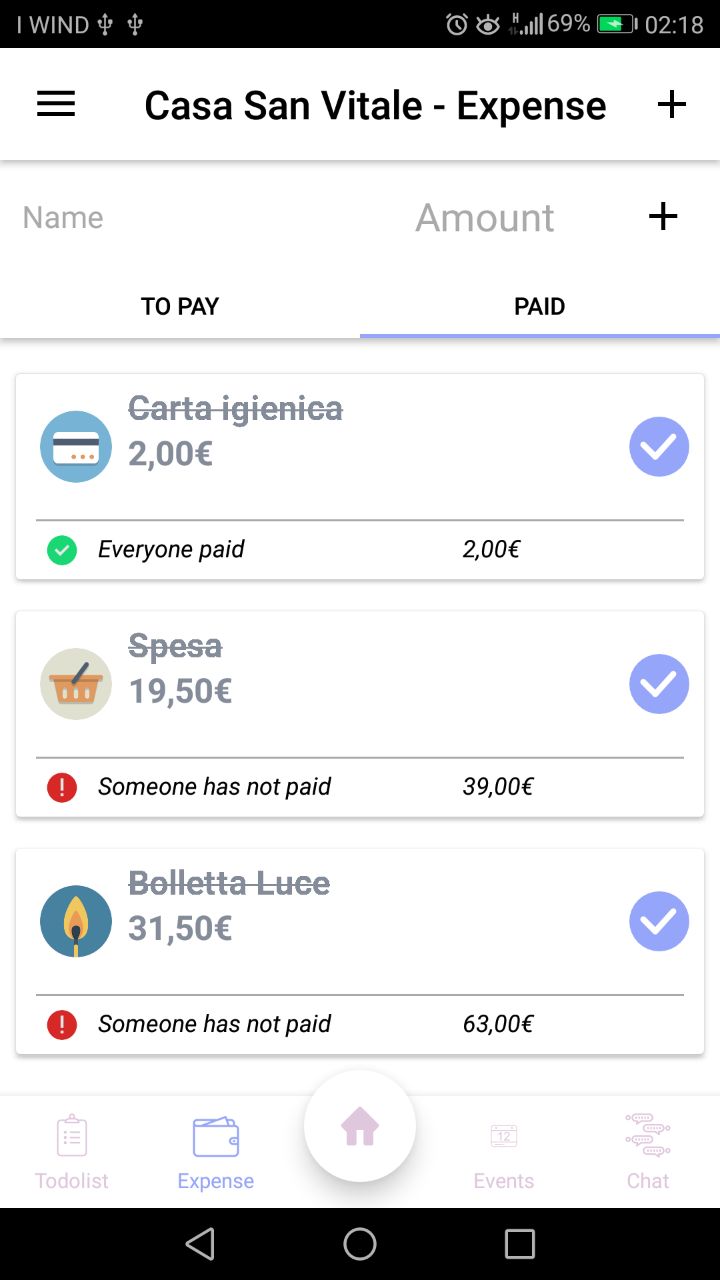 I WIND H 69% 02:18
Casa San Vitale - Expense
Name Amount
TO PAY PAID
Carta igienica
2,00€
Everyone paid 2,00€
Spesa
19,50€
Someone has not paid 39,00€
Bolletta Luce
31,50€
Someone has not paid 63,00€
12
Todolist Expense Events Chat